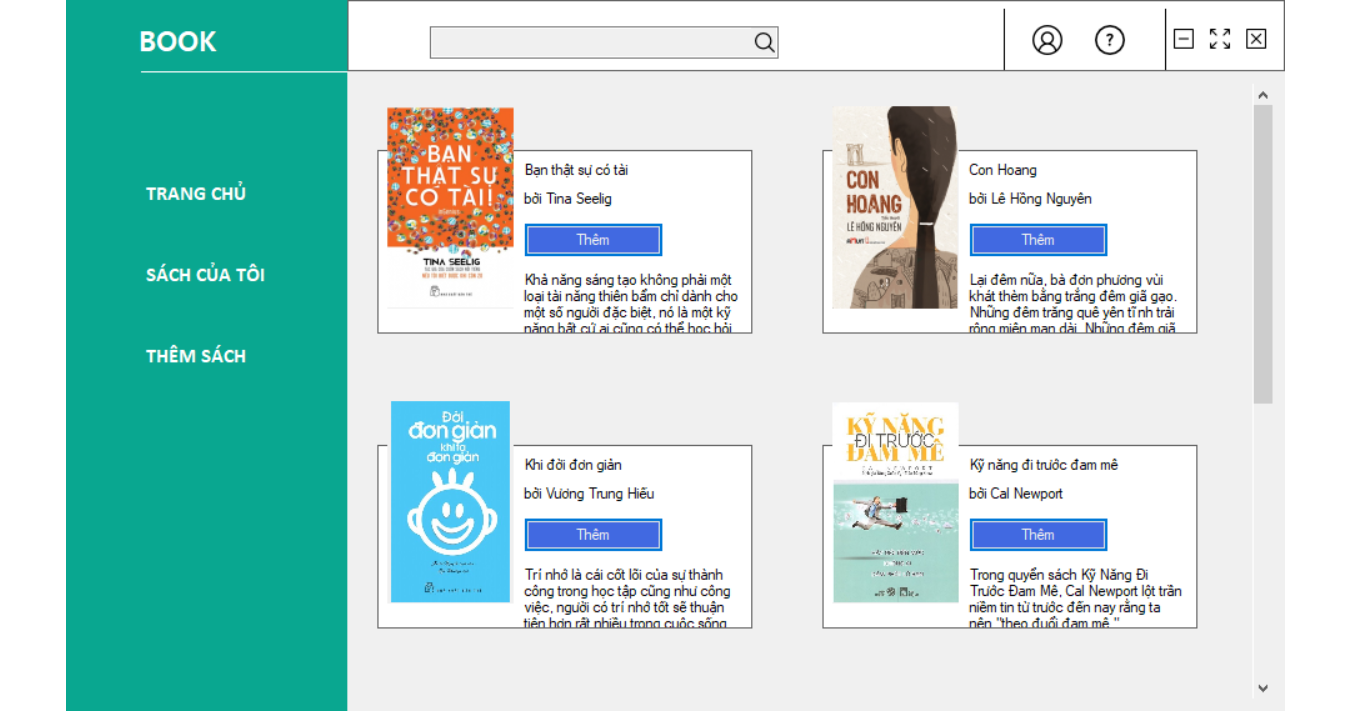 BOOK
?
TRANG CHỦ
SÁCH CỦA TÔI
THÊM SÁCH
BẠN
THẬT SỰ
CÓ TÀI!
TINA SEELIG
Bạn thật sự có tài
bởi Tina Seelig
Thêm
Khả năng sáng tạo không phải một
loại tài năng thiên bẩm chỉ dành cho
một số người đặc biệt, nó là một kỹ
năng bất cứ ai cũng có thể học hỏi
CON
HOANG
LÊ HỒNG NGUYÊN
Con Hoang
bởi Lê Hồng Nguyên
Thêm
Lại đêm nữa, bà đơn phương vùi
khát thèm bằng trắng đêm giã gạo.
Những đêm trăng quê yên tĩnh trải
rộng miên man dài. Những đêm giã
Đời
đơn giản
khi ta
đơn giản
Khi đời đơn giản
bởi Vương Trung Hiếu
Thêm
Trí nhớ là cái cốt lõi của sự thành
công trong học tập cũng như công
việc, người có trí nhớ tốt sẽ thuận
tiện hơn rất nhiều trong cuộc sống
KỸ NĂNG
ĐI TRƯỚC
ĐAM MÊ
CAL NEWPORT
Kỹ năng đi trước đam mê
bởi Cal Newport
Thêm
Trong quyển sách Kỹ Năng Đi
Trước Đam Mê, Cal Newport lột trần
niềm tin từ trước đến nay rằng ta
nên "theo đuổi đam mê."